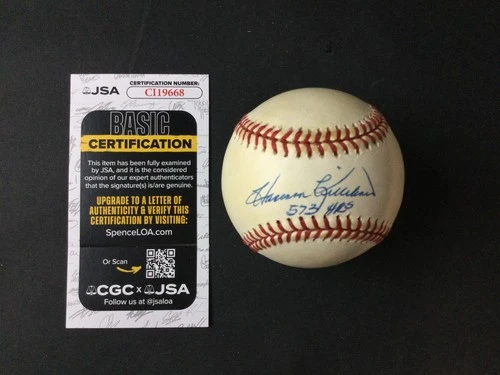 JSA
CERTIFICATION NUMBER:
CI19668
BASIC
CERTIFICATION
This item has been fully examined
by JSA, and it is the considered
opinion of our expert authenticators
that the signature(s) is/are genuine.
UPGRADE TO A LETTER OF
AUTHENTICITY & VERIFY THIS
CERTIFICATION BY VISITING:
SpenceLOA.com
Or Scan
CGC x JSA
Follow us at @jsaloa
Harmon Killebrew
573 HRS